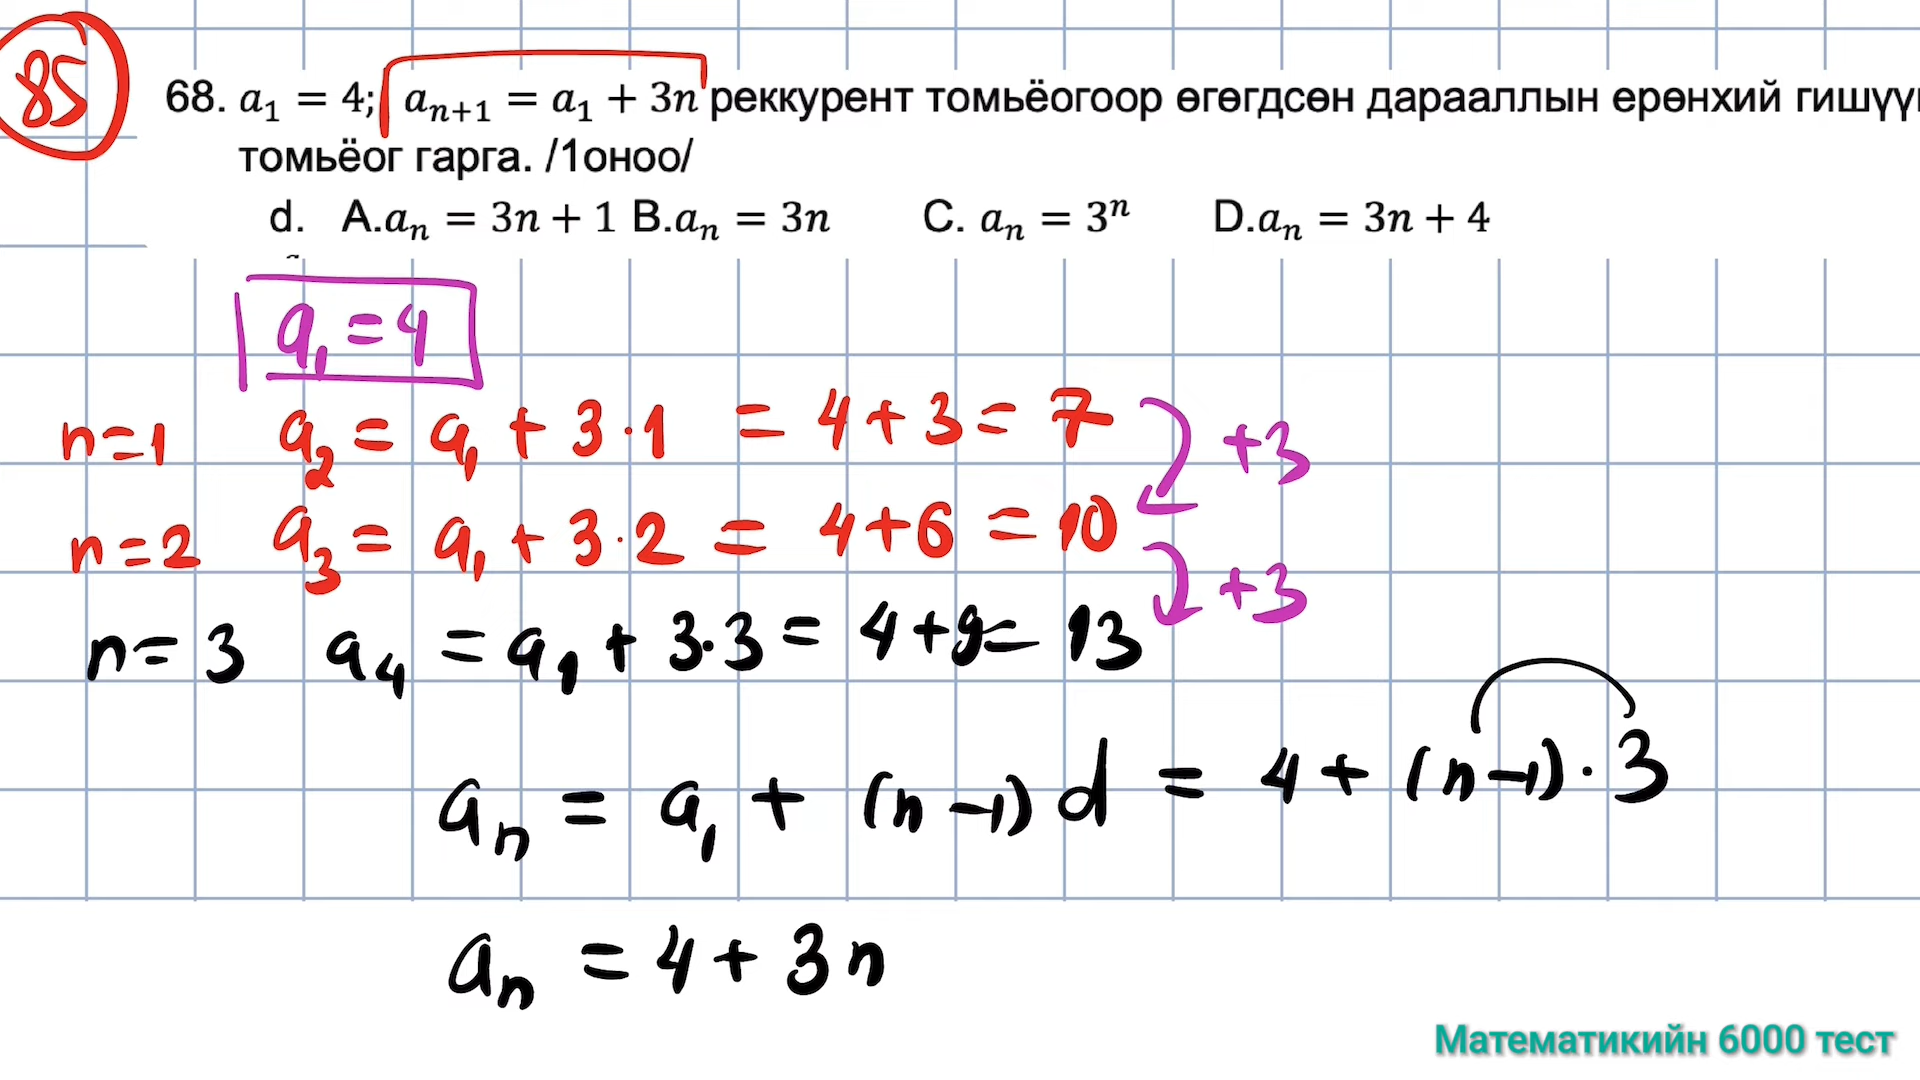 85
68. a₁ = 4; aₙ₊₁ = a₁ + 3n реккурент томьёогоор өгөгдсөн дарааллын ерөнхий
томьёог гарга. /1оноо/
d. A.aₙ = 3n + 1 B.aₙ = 3n C. aₙ = 3ⁿ D.aₙ = 3n + 4
a₁ = 4
n=1 a₂ = a₁ + 3·1 = 4+3 = 7
+3
n=2 a₃ = a₁ + 3·2 = 4+6 = 10
+3
n=3 a₄ = a₁ + 3·3 = 4+9= 13
aₙ = a₁ + (n-1) d = 4 + (n-1)·3
aₙ = 4 + 3n
Математикийн 6000 тест